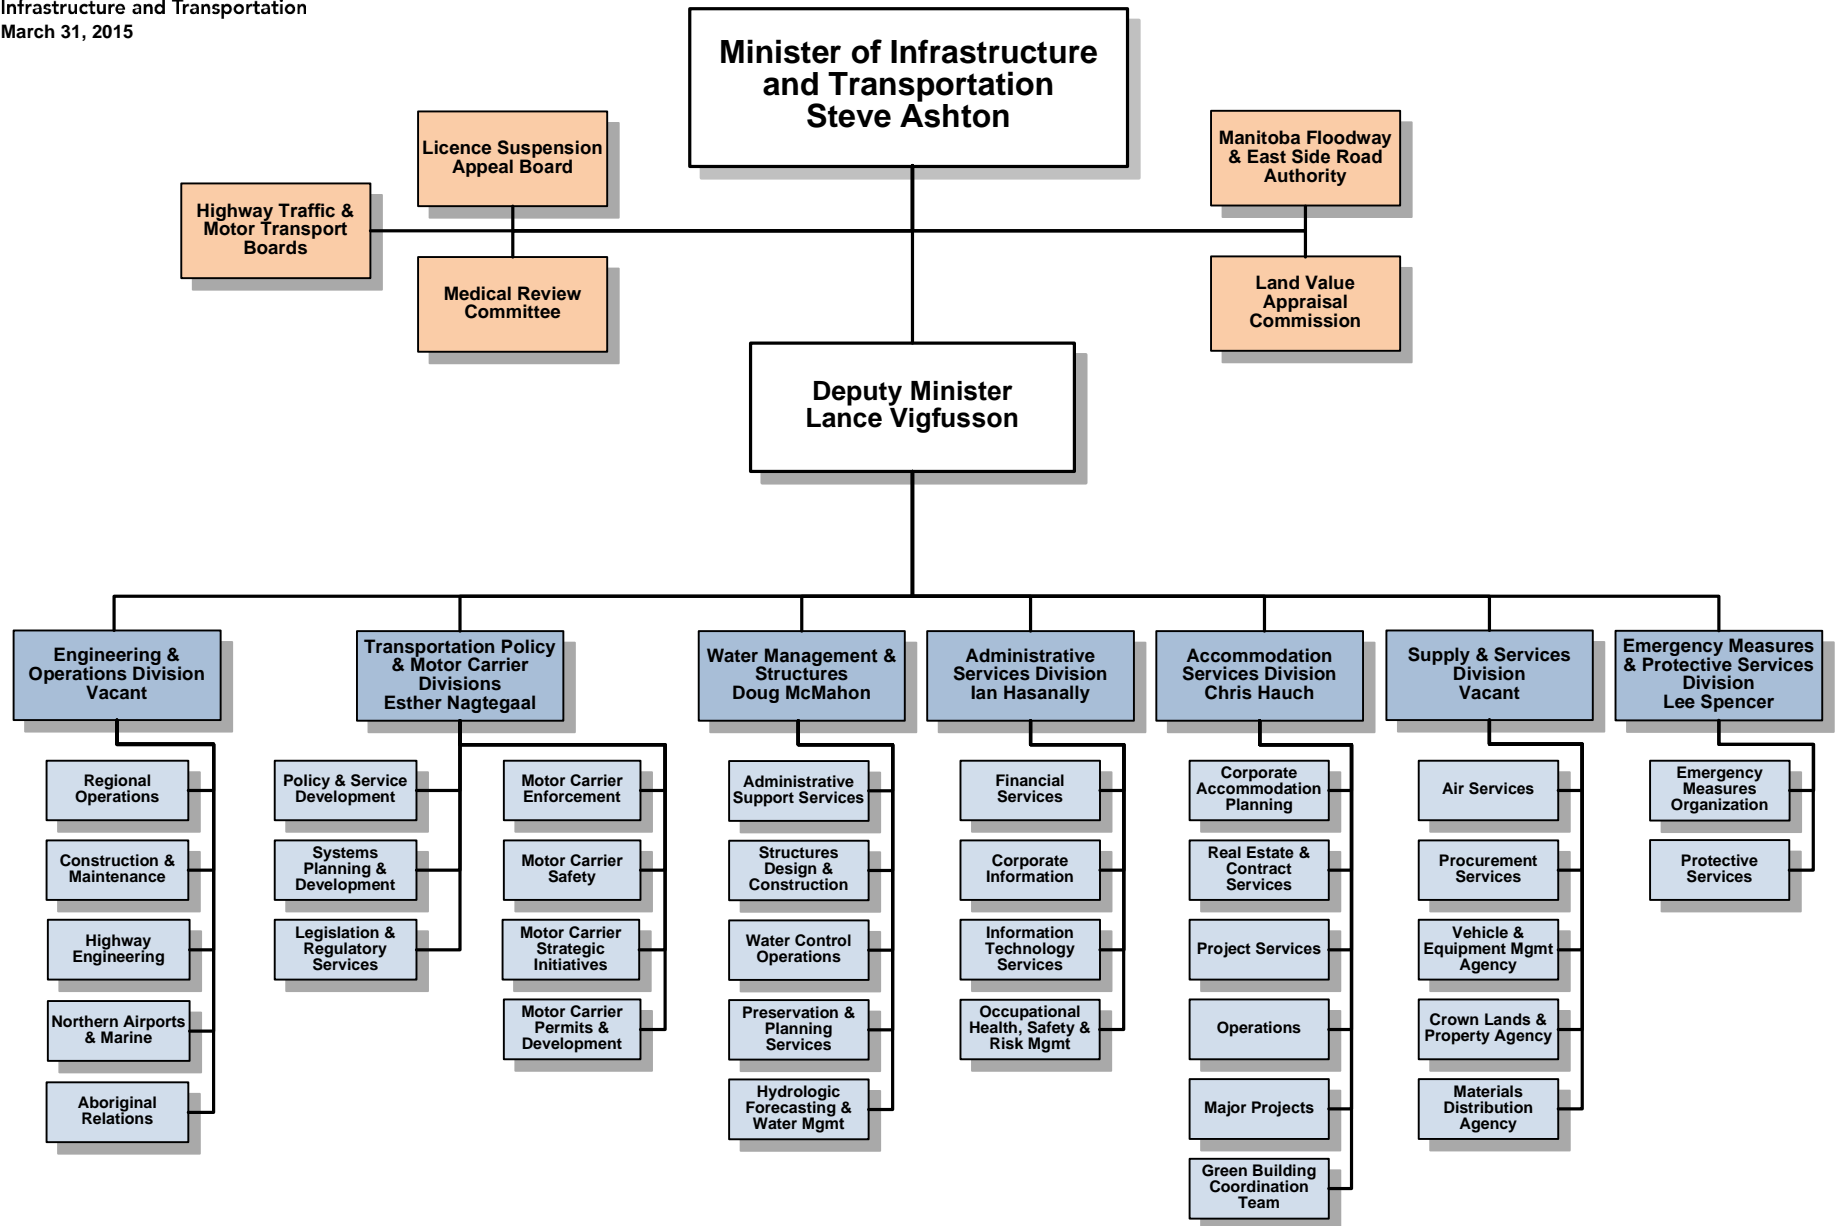 Infrastructure and Transportation
March 31, 2015
Minister of Infrastructure
and Transportation
Steve Ashton
Licence Suspension
Appeal Board
Manitoba Floodway
& East Side Road
Authority
Highway Traffic &
Motor Transport
Boards
Medical Review
Committee
Land Value
Appraisal
Commission
Deputy Minister
Lance Vigfusson
Engineering &
Operations Division
Vacant
Transportation Policy
& Motor Carrier
Divisions
Esther Nagtegaal
Water Management &
Structures
Doug McMahon
Administrative
Services Division
Ian Hasanally
Accommodation
Services Division
Chris Hauch
Supply & Services
Division
Vacant
Emergency Measures
& Protective Services
Division
Lee Spencer
Regional
Operations
Construction &
Maintenance
Highway
Engineering
Northern Airports
& Marine
Aboriginal
Relations
Policy & Service
Development
Systems
Planning &
Development
Legislation &
Regulatory
Services
Motor Carrier
Enforcement
Motor Carrier
Safety
Motor Carrier
Strategic
Initiatives
Motor Carrier
Permits &
Development
Administrative
Support Services
Structures
Design &
Construction
Water Control
Operations
Preservation &
Planning
Services
Hydrologic
Forecasting &
Water Mgmt
Financial
Services
Corporate
Information
Information
Technology
Services
Occupational
Health, Safety &
Risk Mgmt
Corporate
Accommodation
Planning
Real Estate &
Contract
Services
Project Services
Operations
Major Projects
Green Building
Coordination
Team
Air Services
Procurement
Services
Vehicle &
Equipment Mgmt
Agency
Crown Lands &
Property Agency
Materials
Distribution
Agency
Emergency
Measures
Organization
Protective
Services